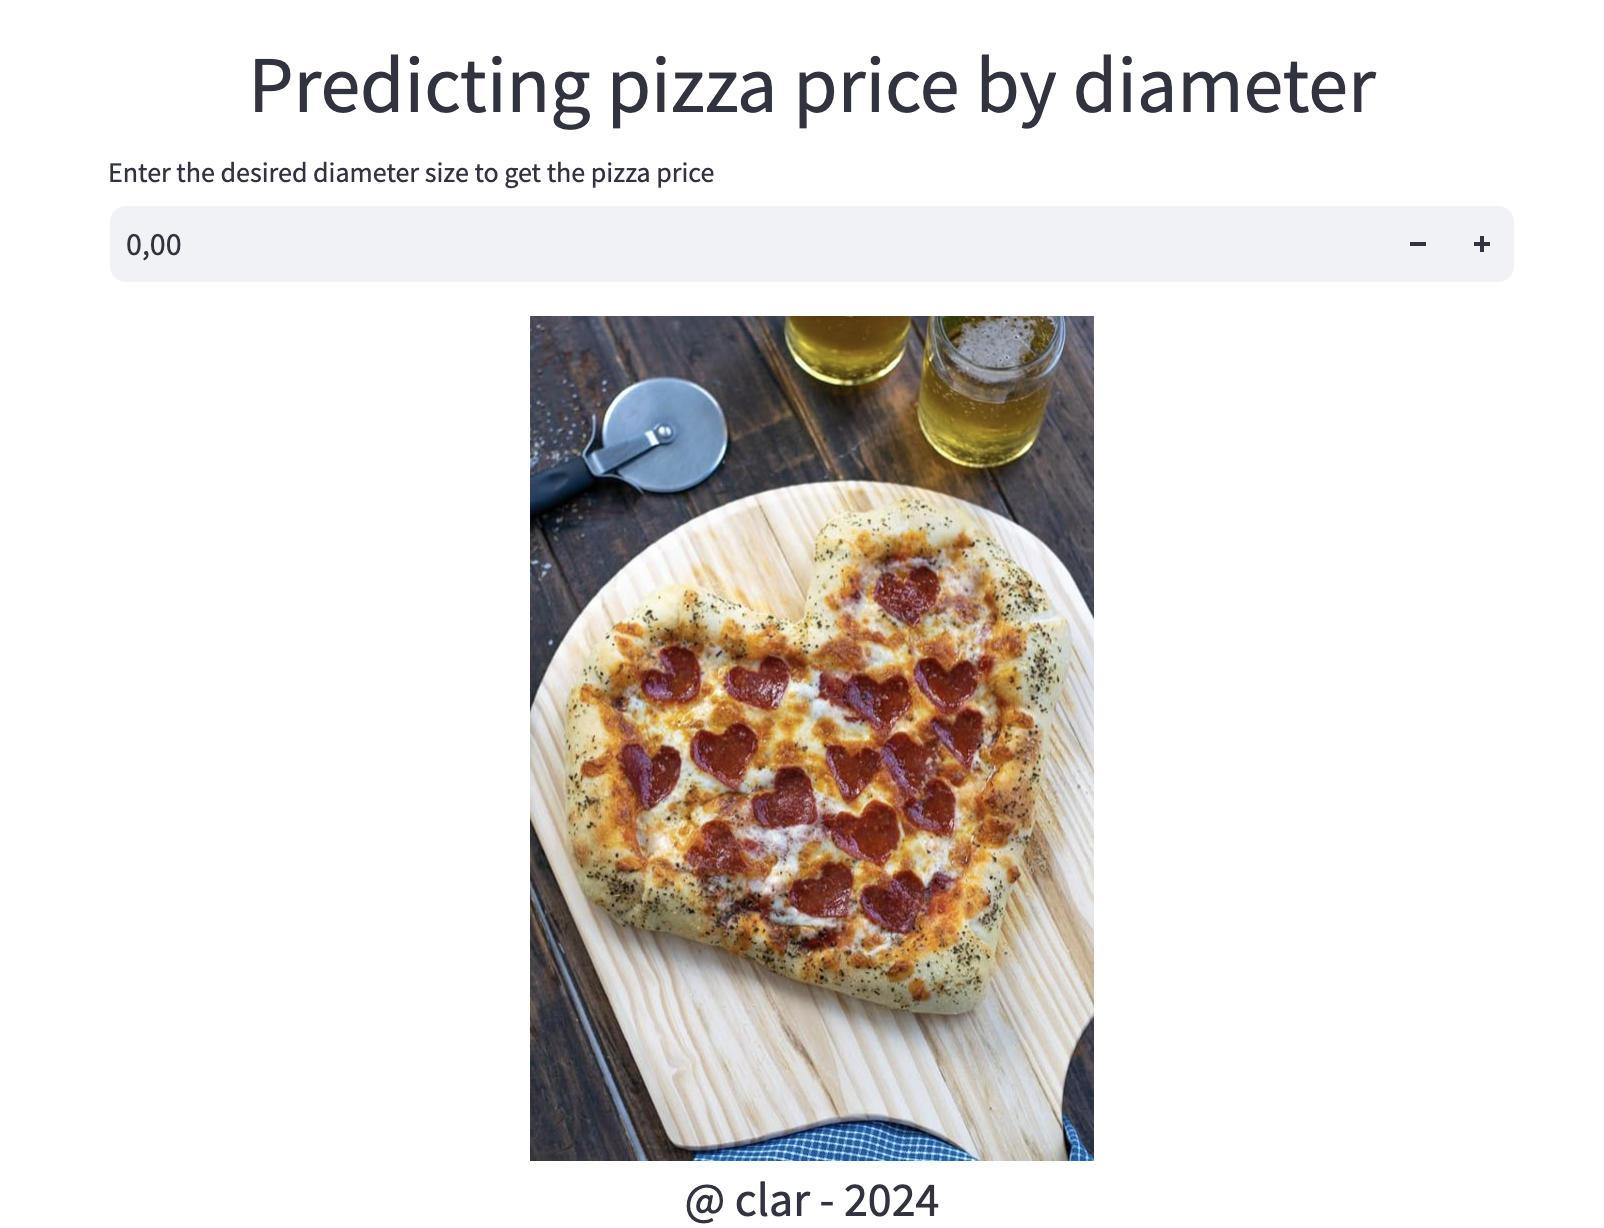 Predicting pizza price by diameter
Enter the desired diameter size to get the pizza price
0,00
@ clar - 2024